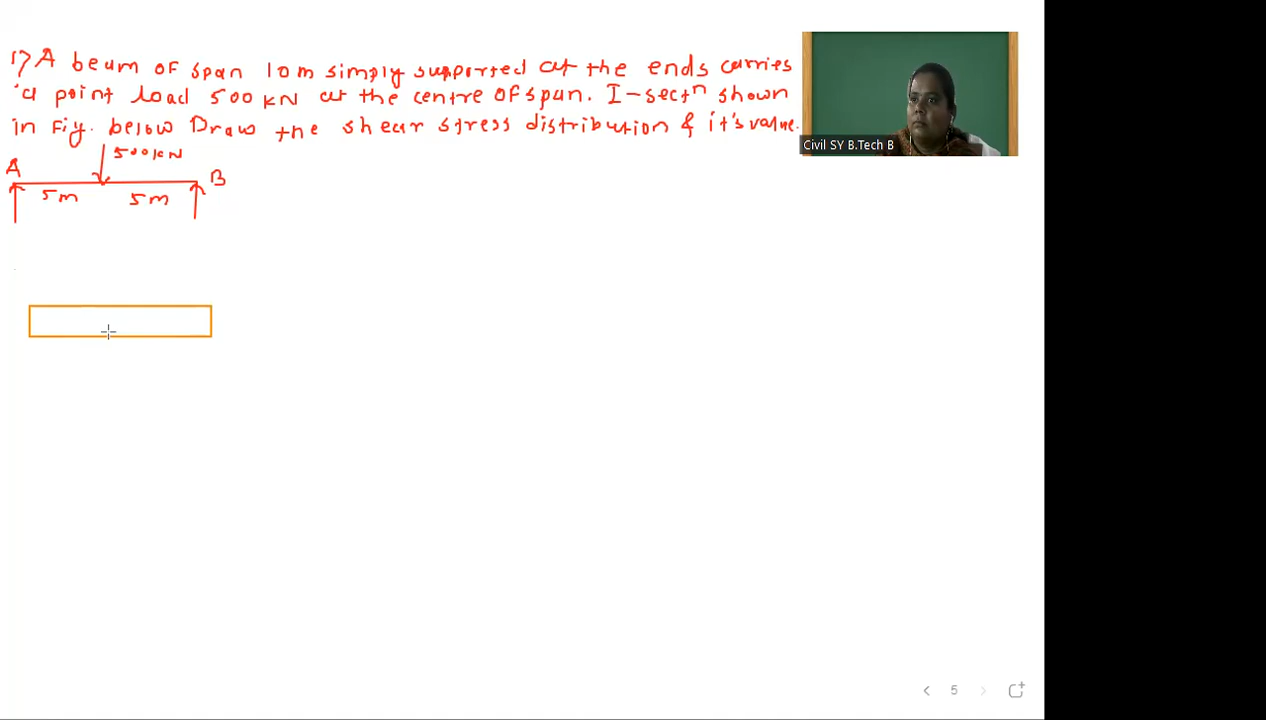 1) A beam of span 10m simply supported at the ends carries
a point load 500 KN at the centre of span. I-sectn shown
in Fig. below Draw the shear stress distribution & it's value.
500KN
A
B
5m
5m
Civil SY B.Tech B
5